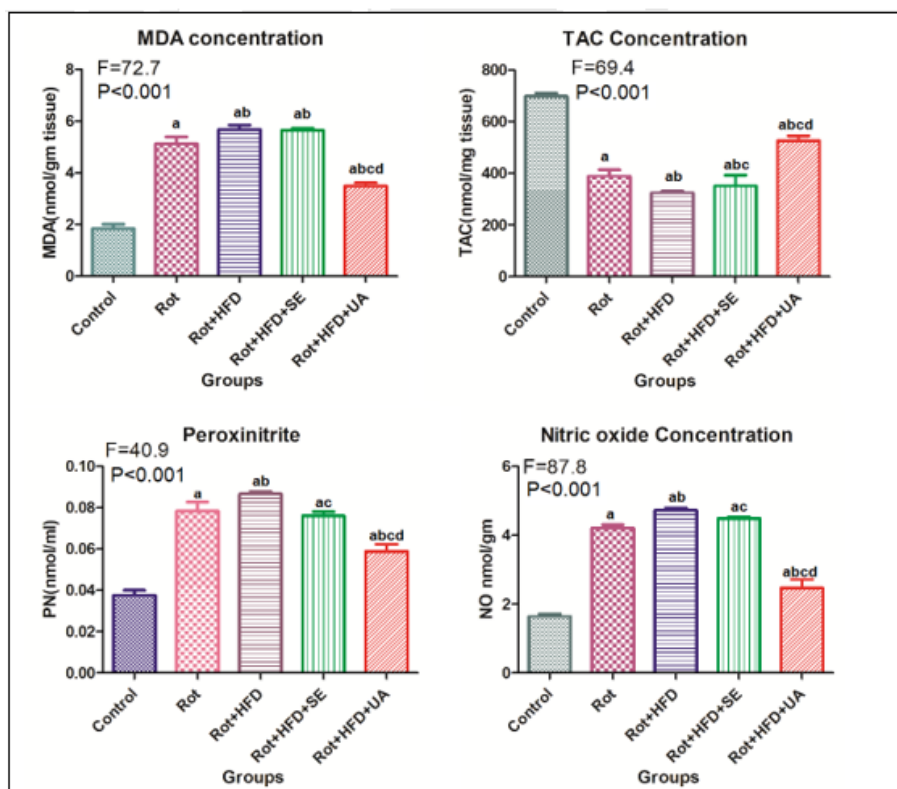 MDA concentration
F=72.7
P<0.001
MDA(nmol/gm tissue)
8
6
4
2
0
a
ab
ab
abcd
Control
Rot
Rot+HFD
Rot+HFD+SE
Rot+HFD+UA
Groups
TAC Concentration
F=69.4
P<0.001
TAC(nmol/mg tissue)
800
600
400
200
0
a
ab
abc
abcd
Control
Rot
Rot+HFD
Rot+HFD+SE
Rot+HFD+UA
Groups
Peroxinitrite
F=40.9
P<0.001
PN(nmol/ml)
0.10
0.08
0.06
0.04
0.02
0.00
a
ab
ac
abcd
Control
Rot
Rot+HFD
Rot+HFD+SE
Rot+HFD+UA
Groups
Nitric oxide Concentration
F=87.8
P<0.001
NO nmol/gm
6
4
2
0
a
ab
ac
abcd
Control
Rot
Rot+HFD
Rot+HFD+SE
Rot+HFD+UA
Groups